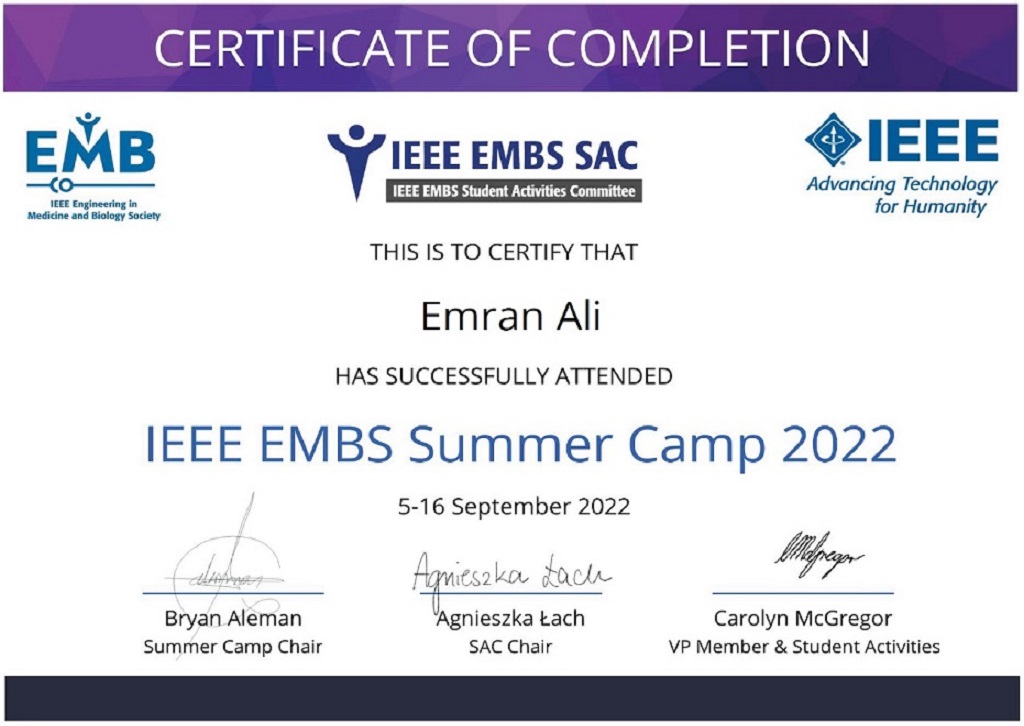 CERTIFICATE OF COMPLETION
EMB
IEEE Engineering in
Medicine and Biology Society
IEEE EMBS SAC
IEEE EMBS Student Activities Committee
IEEE
Advancing Technology
for Humanity
THIS IS TO CERTIFY THAT
Emran Ali
HAS SUCCESSFULLY ATTENDED
IEEE EMBS Summer Camp 2022
5-16 September 2022
Agnieszka Łach
McGregor
Bryan Aleman
Agnieszka Łach
Carolyn McGregor
Summer Camp Chair
SAC Chair
VP Member & Student Activities